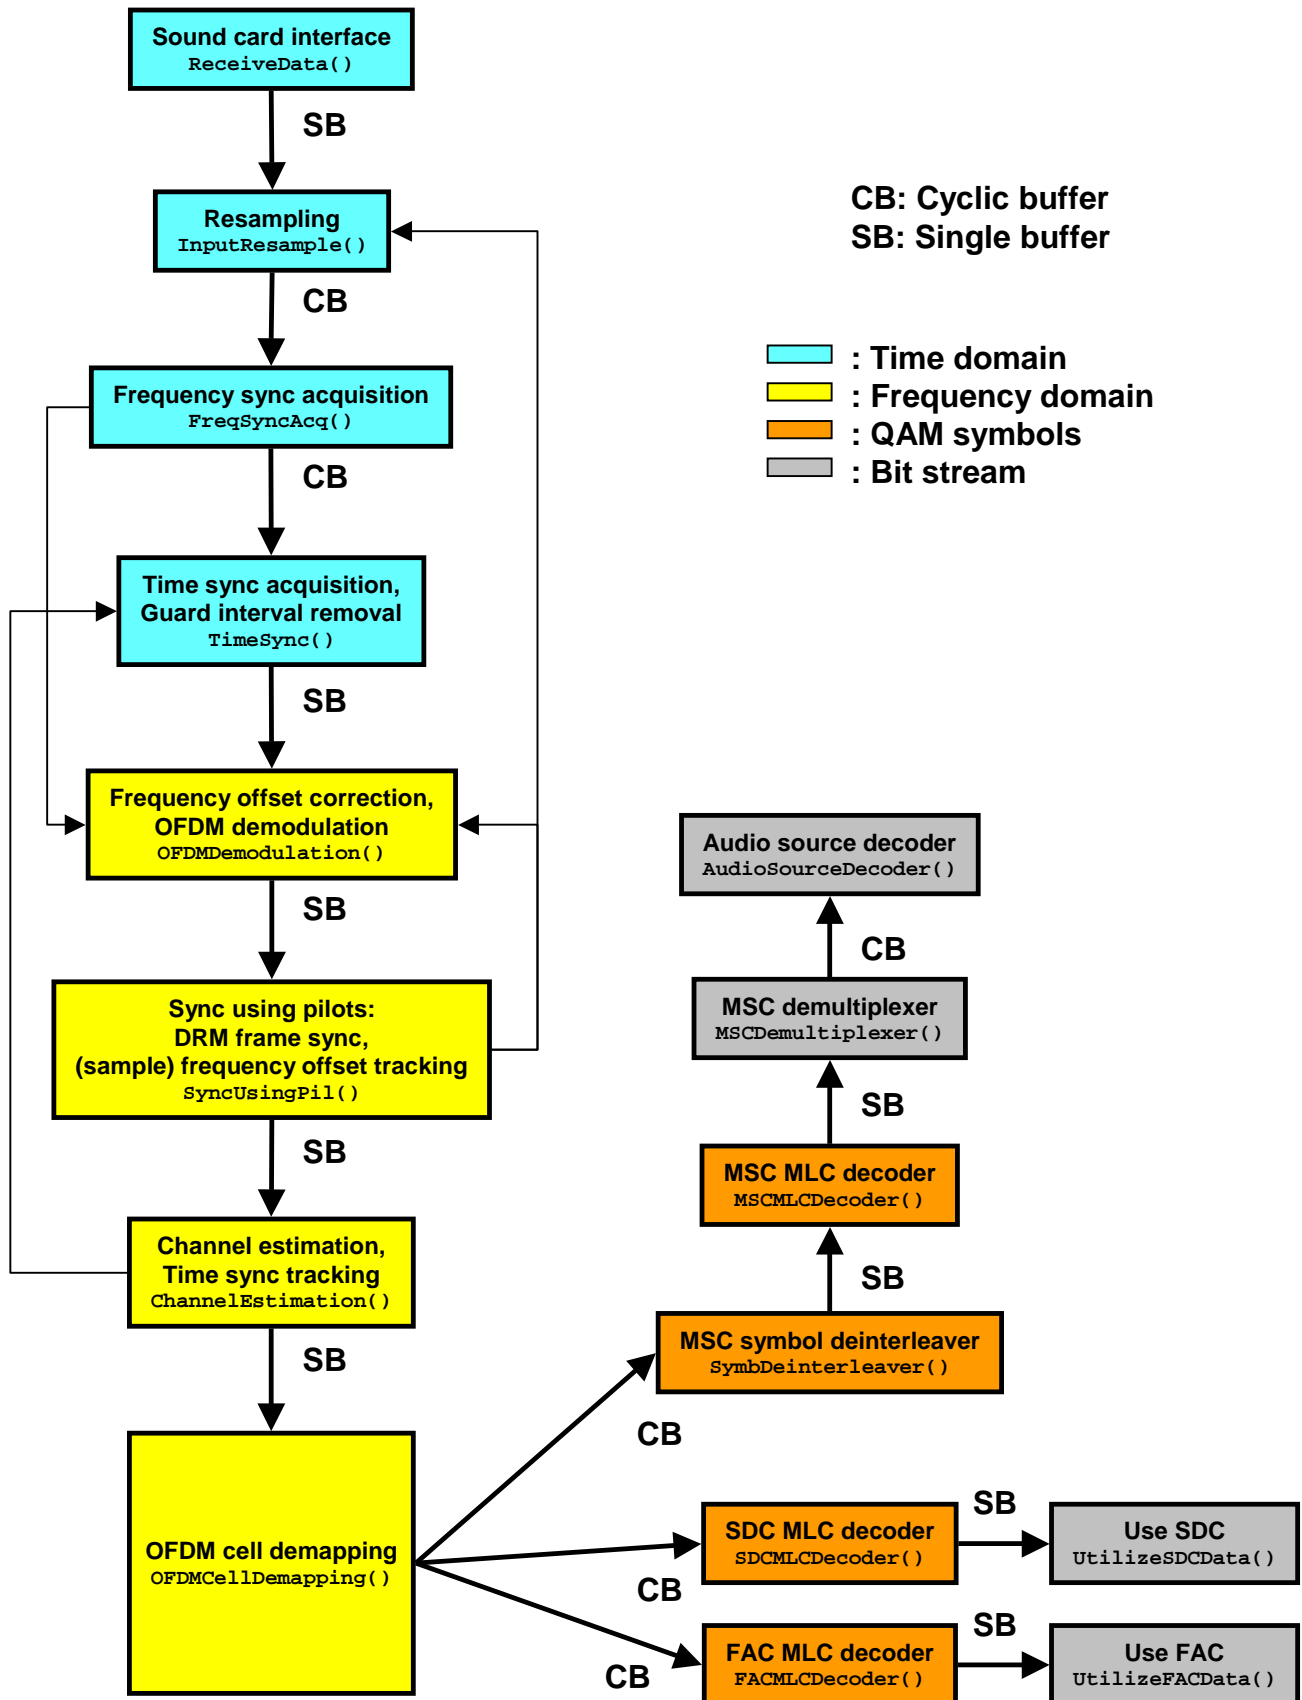 Sound card interface
ReceiveData()
SB
Resampling
InputResample()
CB
Frequency sync acquisition
FreqSyncAcq()
CB
Time sync acquisition,
Guard interval removal
TimeSync()
SB
Frequency offset correction,
OFDM demodulation
OFDMDemodulation()
SB
Sync using pilots:
DRM frame sync,
(sample) frequency offset tracking
SyncUsingPil()
SB
Channel estimation,
Time sync tracking
ChannelEstimation()
SB
OFDM cell demapping
OFDMCellDemapping()
CB: Cyclic buffer
SB: Single buffer
: Time domain
: Frequency domain
: QAM symbols
: Bit stream
Audio source decoder
AudioSourceDecoder()
CB
MSC demultiplexer
MSCDemultiplexer()
SB
MSC MLC decoder
MSCMLCDecoder()
SB
MSC symbol deinterleaver
SymbDeinterleaver()
CB
SDC MLC decoder
SDCMLCDecoder()
SB
Use SDC
UtilizeSDCData()
CB
FAC MLC decoder
FACMLCDecoder()
SB
Use FAC
UtilizeFACData()
CB